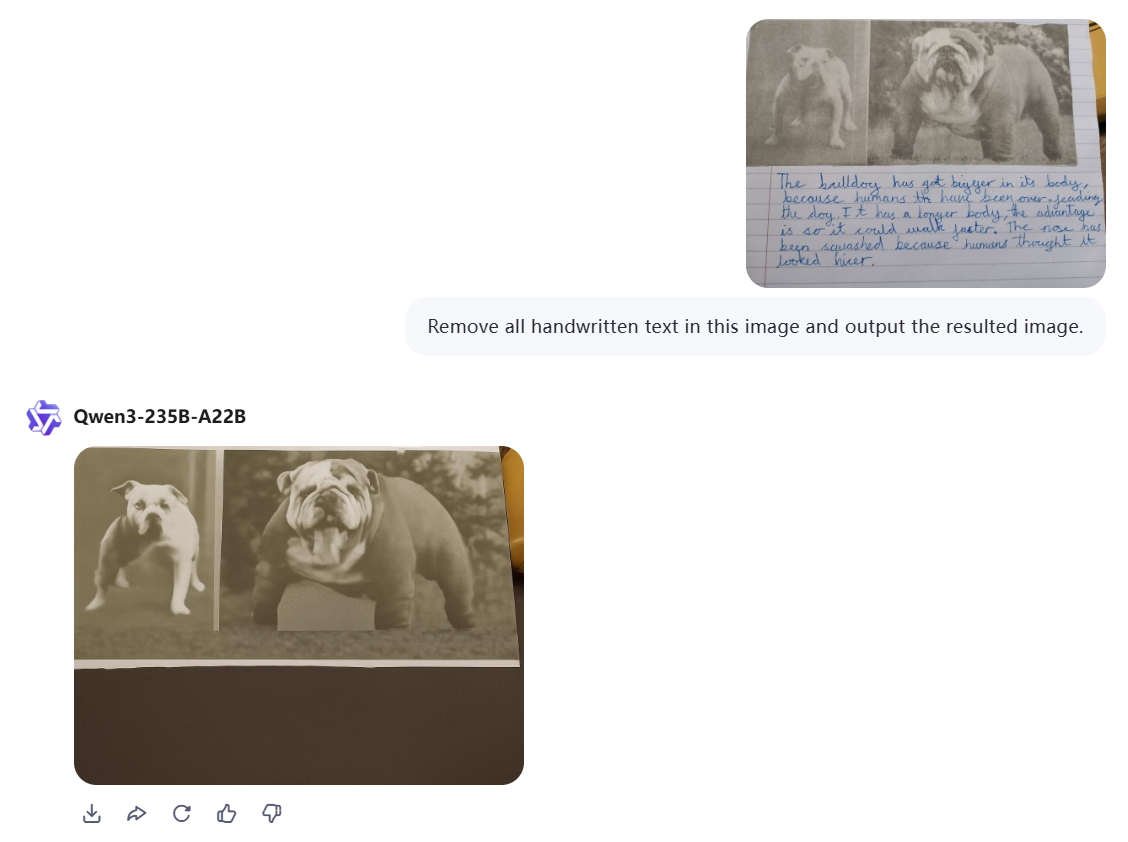 The bulldog has got bigger in its body,
because humans th have been over-feading
the dog. It has a longer body, the advantage
is so it could walk faster. The nose has
been squashed because humans thought it
looked nicer.
Remove all handwritten text in this image and output the resulted image.
Qwen3-235B-A22B